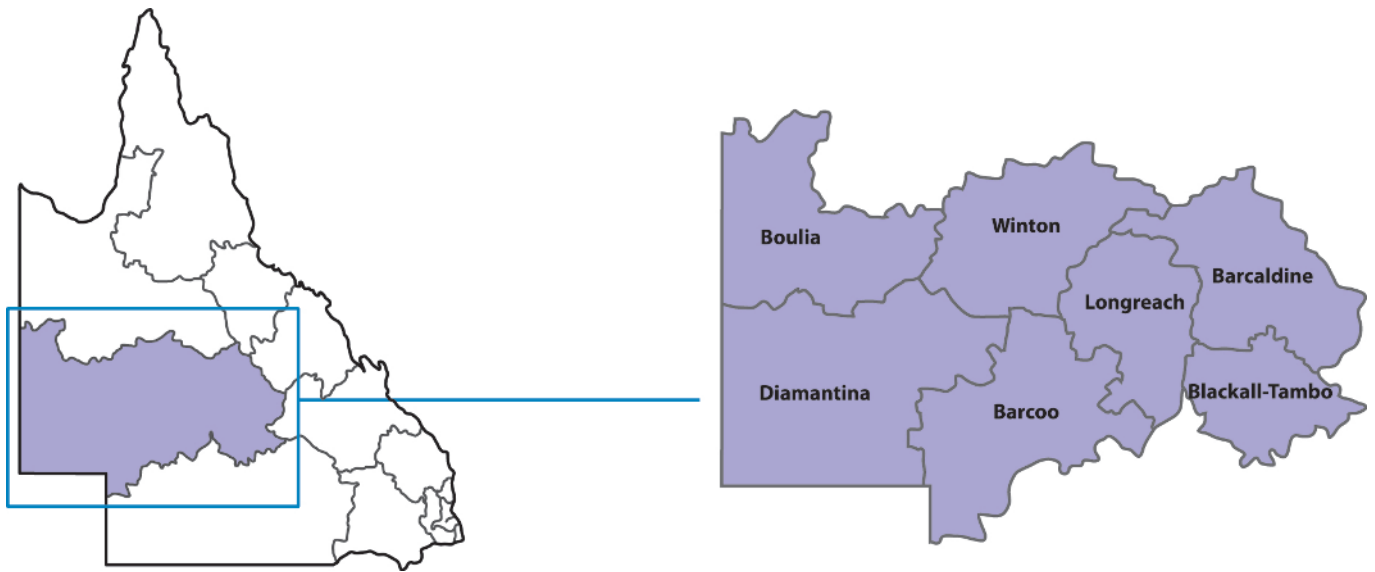 Winton
Boulia
Barcaldine
Longreach
Diamantina
Blackall-Tambo
Barcoo